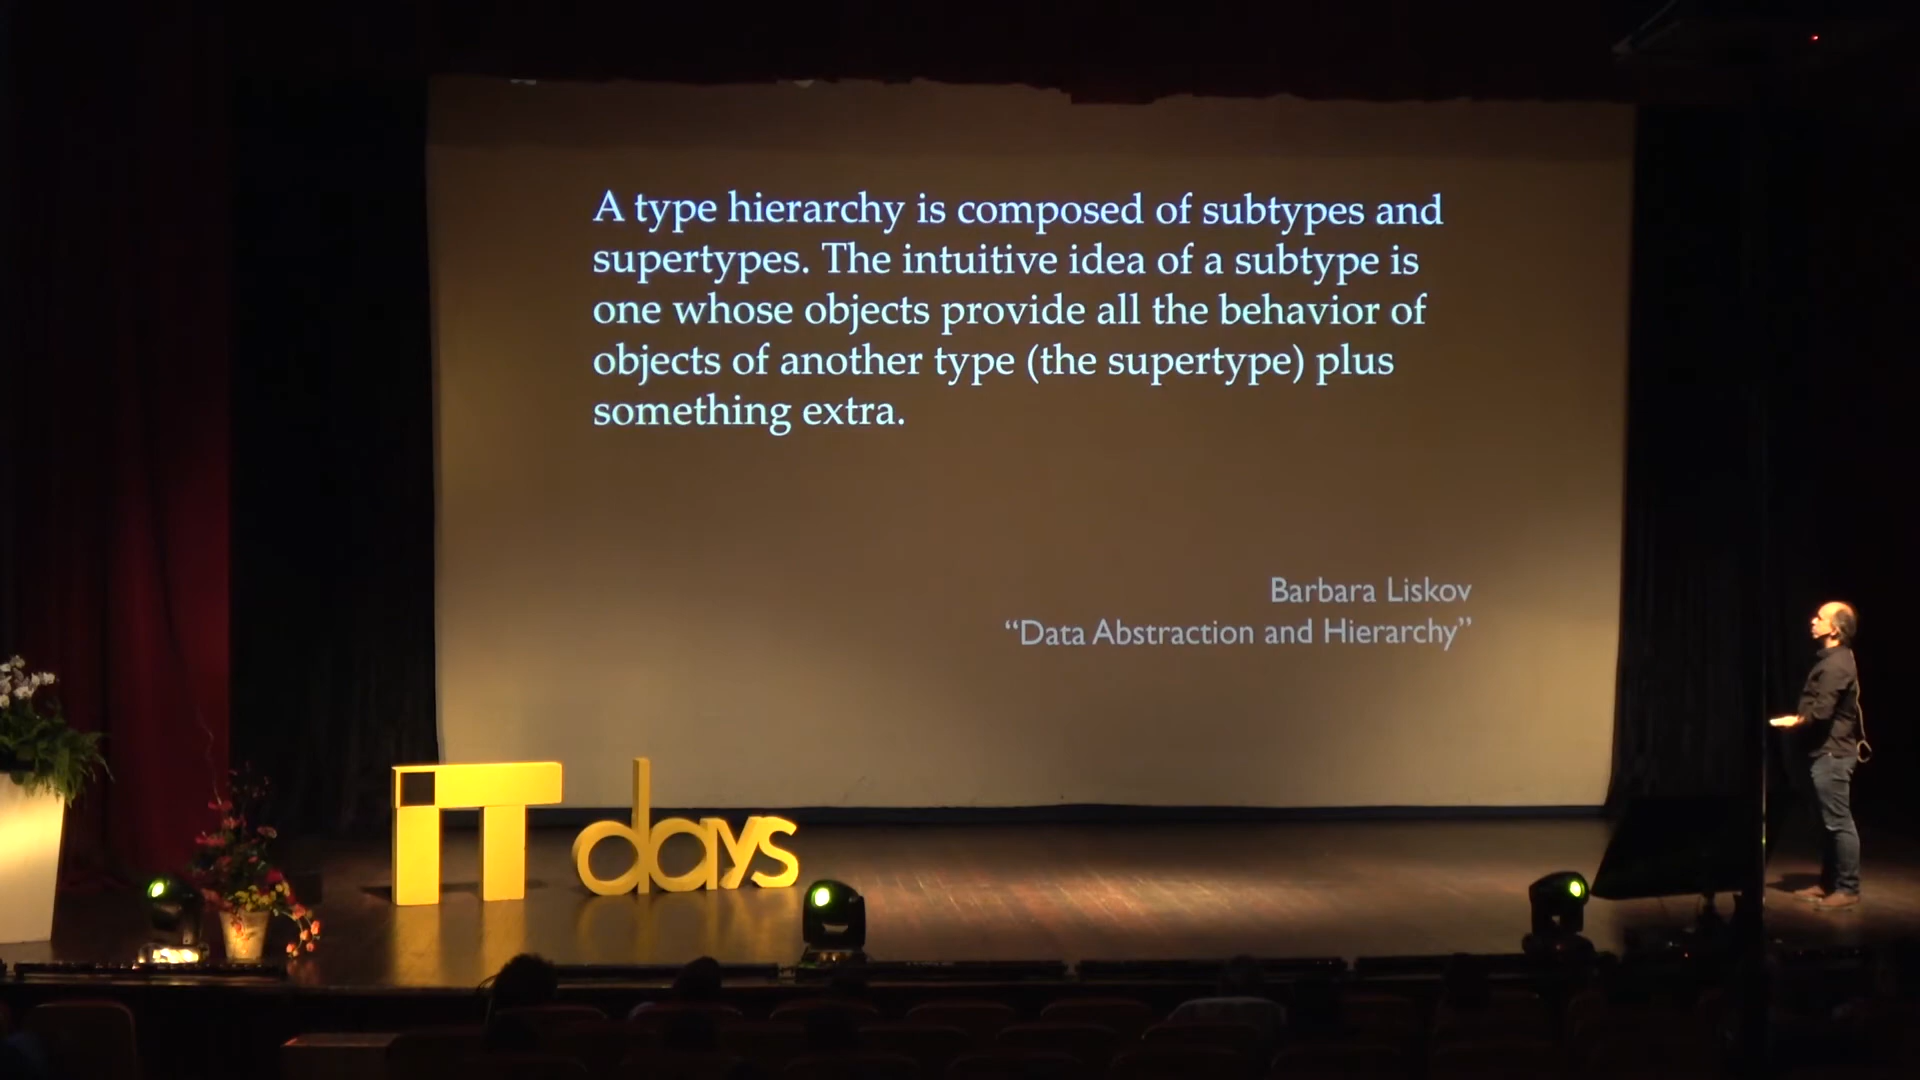 A type hierarchy is composed of subtypes and
supertypes. The intuitive idea of a subtype is
one whose objects provide all the behavior of
objects of another type (the supertype) plus
something extra.
Barbara Liskov
“Data Abstraction and Hierarchy”
iT days